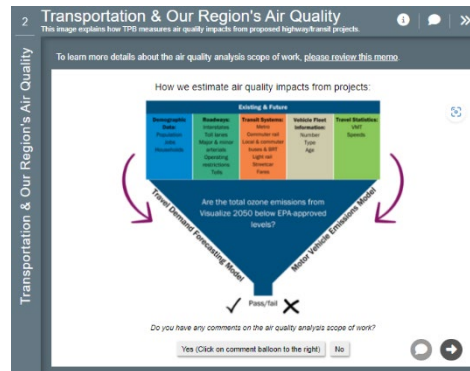 2
Transportation & Our Region's Air Quality
This image explains how TPB measures air quality impacts from proposed highway/transit projects.
Transportation & Our Region's Air Quality
To learn more details about the air quality analysis scope of work, please review this memo.
How we estimate air quality impacts from projects:
Existing & Future
Demographic
Data:
Population
Jobs
Households
Roadways:
Interstates
Toll lanes
Major & minor
arterials
Operating
restrictions
Tolls
Transit Systems:
Metro
Commuter rail
Local & commuter
buses & BRT
Light rail
Streetcar
Fares
Vehicle Fleet
Information:
Number
Type
Age
Travel Statistics:
VMT
Speeds
Travel Demand Forecasting Model
Are the total ozone emissions from
Visualize 2050 below EPA-approved
levels?
Motor Vehicle Emissions Model
Pass/fail
Do you have any comments on the air quality analysis scope of work?
Yes (Click on comment balloon to the right)
No